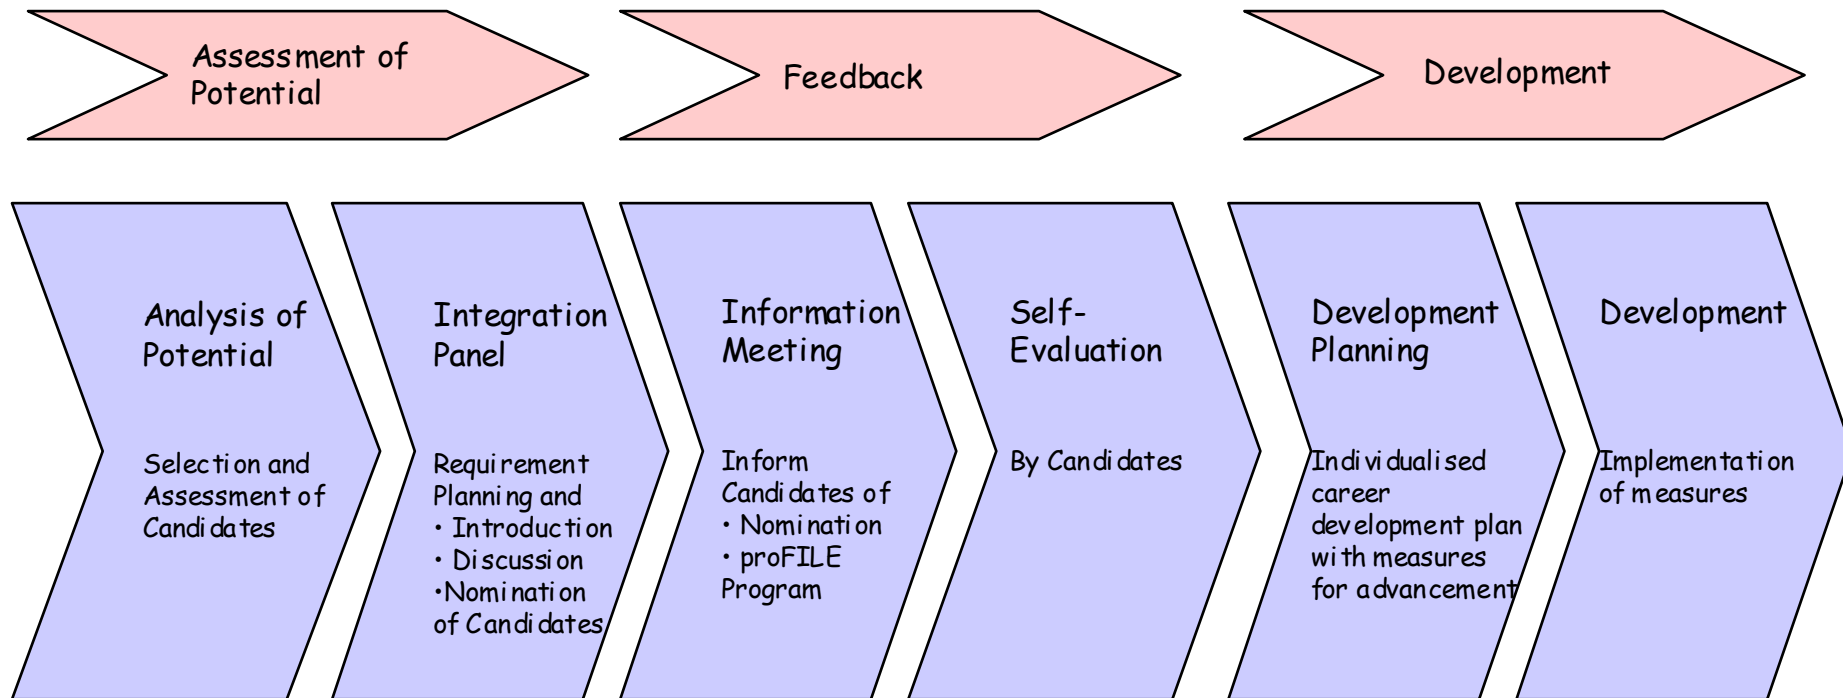 Assessment of
Potential
Feedback
Development
Analysis of
Potential
Selection and
Assessment of
Candidates
Integration
Panel
Requirement
Planning and
• Introduction
• Discussion
•Nomination
of Candidates
Information
Meeting
Inform
Candidates of
• Nomination
• proFILE
Program
Self-
Evaluation
By Candidates
Development
Planning
Individualised
career
development plan
with measures
for advancement
Development
Implementation
of measures